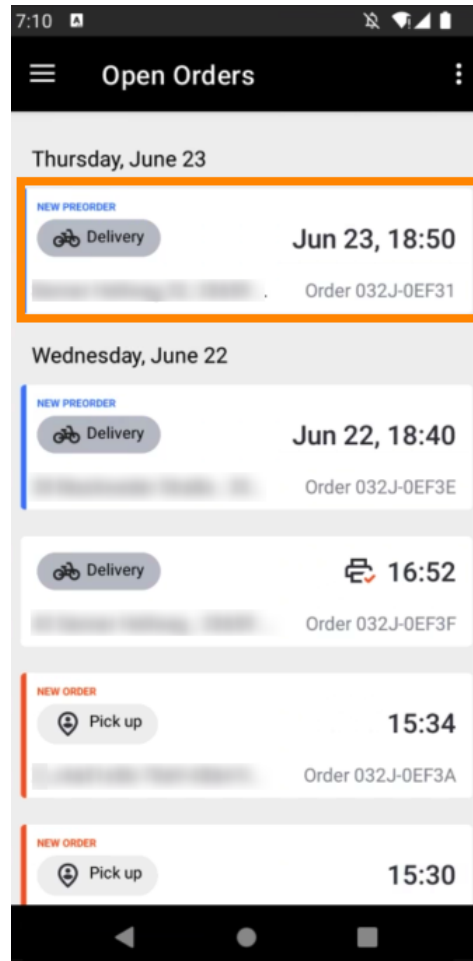 7:10
Open Orders
Thursday, June 23
NEW PREORDER
Delivery
Jun 23, 18:50
Order 032J-0EF31
Wednesday, June 22
NEW PREORDER
Delivery
Jun 22, 18:40
Order 032J-0EF3E
Delivery
16:52
Order 032J-0EF3F
NEW ORDER
Pick up
15:34
Order 032J-0EF3A
NEW ORDER
Pick up
15:30